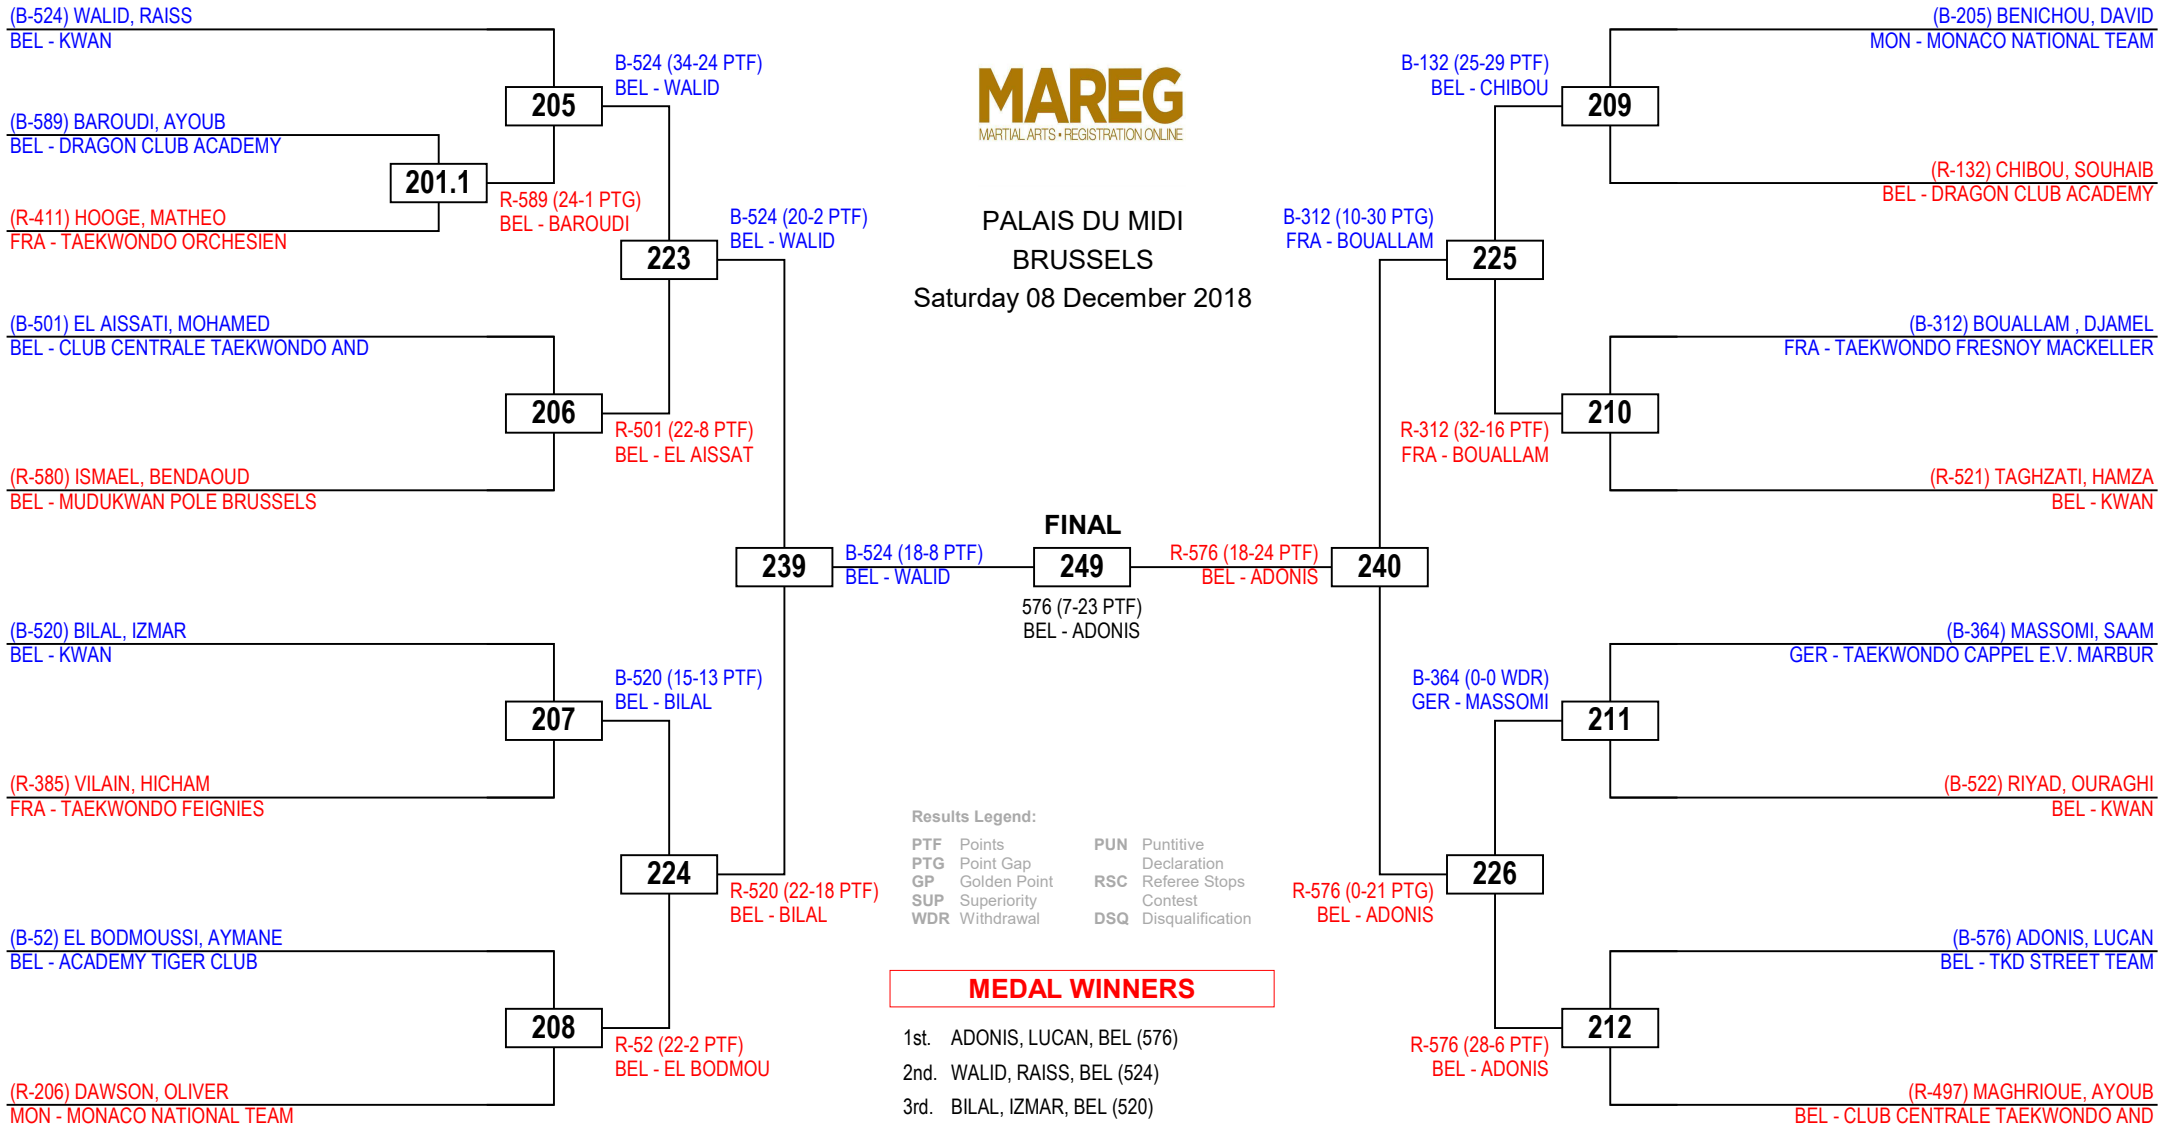 (B-524) WALID, RAISS
BEL - KWAN
(B-589) BAROUDI, AYOUB
BEL - DRAGON CLUB ACADEMY
(R-411) HOOGE, MATHEO
FRA - TAEKWONDO ORCHESIEN
(B-501) EL AISSATI, MOHAMED
BEL - CLUB CENTRALE TAEKWONDO AND
(R-580) ISMAEL, BENDAOUD
BEL - MUDUKWAN POLE BRUSSELS
(B-520) BILAL, IZMAR
BEL - KWAN
(R-385) VILAIN, HICHAM
FRA - TAEKWONDO FEIGNIES
(B-52) EL BODMOUSSI, AYMANE
BEL - ACADEMY TIGER CLUB
(R-206) DAWSON, OLIVER
MON - MONACO NATIONAL TEAM
201.1
R-589 (24-1 PTG)
BEL - BAROUDI
205
B-524 (34-24 PTF)
BEL - WALID
206
R-501 (22-8 PTF)
BEL - EL AISSAT
207
B-520 (15-13 PTF)
BEL - BILAL
208
R-52 (22-2 PTF)
BEL - EL BODMOU
223
B-524 (20-2 PTF)
BEL - WALID
224
R-520 (22-18 PTF)
BEL - BILAL
239
B-524 (18-8 PTF)
BEL - WALID
MAREG
MARTIAL ARTS • REGISTRATION ONLINE
PALAIS DU MIDI
BRUSSELS
Saturday 08 December 2018
FINAL
249
576 (7-23 PTF)
BEL - ADONIS
Results Legend:
PTF Points
PTG Point Gap
GP Golden Point
SUP Superiority
WDR Withdrawal
PUN Puntitive
Declaration
RSC Referee Stops
Contest
DSQ Disqualification
MEDAL WINNERS
1st. ADONIS, LUCAN, BEL (576)
2nd. WALID, RAISS, BEL (524)
3rd. BILAL, IZMAR, BEL (520)
R-576 (18-24 PTF)
BEL - ADONIS
240
B-312 (10-30 PTG)
FRA - BOUALLAM
225
R-576 (0-21 PTG)
BEL - ADONIS
226
B-132 (25-29 PTF)
BEL - CHIBOU
209
R-312 (32-16 PTF)
FRA - BOUALLAM
210
B-364 (0-0 WDR)
GER - MASSOMI
211
R-576 (28-6 PTF)
BEL - ADONIS
212
(B-205) BENICHOU, DAVID
MON - MONACO NATIONAL TEAM
(R-132) CHIBOU, SOUHAIB
BEL - DRAGON CLUB ACADEMY
(B-312) BOUALLAM , DJAMEL
FRA - TAEKWONDO FRESNOY MACKELLER
(R-521) TAGHZATI, HAMZA
BEL - KWAN
(B-364) MASSOMI, SAAM
GER - TAEKWONDO CAPPEL E.V. MARBUR
(B-522) RIYAD, OURAGHI
BEL - KWAN
(B-576) ADONIS, LUCAN
BEL - TKD STREET TEAM
(R-497) MAGHRIOUE, AYOUB
BEL - CLUB CENTRALE TAEKWONDO AND